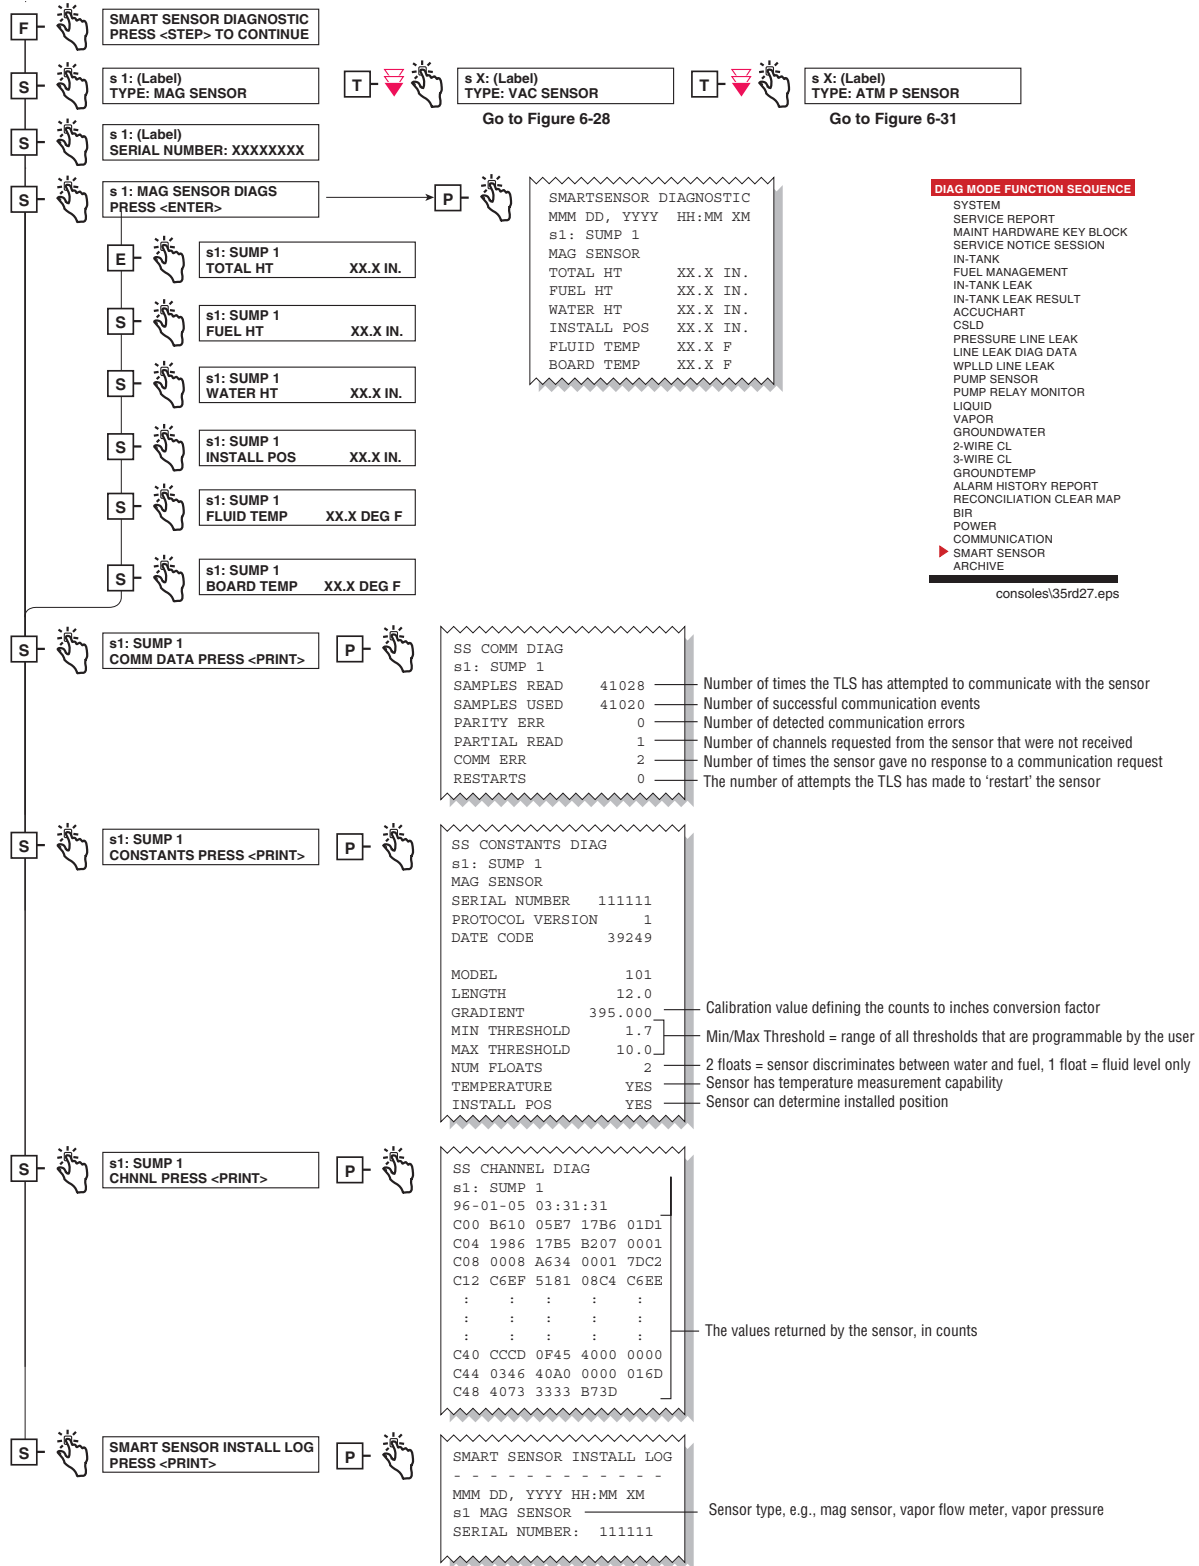 F
SMART SENSOR DIAGNOSTIC
PRESS <STEP> TO CONTINUE
S
s 1: (Label)
TYPE: MAG SENSOR
T
s X: (Label)
TYPE: VAC SENSOR
Go to Figure 6-28
T
s X: (Label)
TYPE: ATM P SENSOR
Go to Figure 6-31
S
s 1: (Label)
SERIAL NUMBER: XXXXXXXX
S
s 1: MAG SENSOR DIAGS
PRESS <ENTER>
P
SMARTSENSOR DIAGNOSTIC
MMM DD, YYYY HH:MM XM
s1: SUMP 1
MAG SENSOR
TOTAL HT XX.X IN.
FUEL HT XX.X IN.
WATER HT XX.X IN.
INSTALL POS XX.X IN.
FLUID TEMP XX.X F
BOARD TEMP XX.X F
DIAG MODE FUNCTION SEQUENCE
SYSTEM
SERVICE REPORT
MAINT HARDWARE KEY BLOCK
SERVICE NOTICE SESSION
IN-TANK
FUEL MANAGEMENT
IN-TANK LEAK
IN-TANK LEAK RESULT
ACCUCHART
CSLD
PRESSURE LINE LEAK
LINE LEAK DIAG DATA
WPLLD LINE LEAK
PUMP SENSOR
PUMP RELAY MONITOR
LIQUID
VAPOR
GROUNDWATER
2-WIRE CL
3-WIRE CL
GROUNDTEMP
ALARM HISTORY REPORT
RECONCILIATION CLEAR MAP
BIR
POWER
COMMUNICATION
SMART SENSOR
ARCHIVE
consoles\35rd27.eps
E
s1: SUMP 1
TOTAL HT XX.X IN.
S
s1: SUMP 1
FUEL HT XX.X IN.
S
s1: SUMP 1
WATER HT XX.X IN.
S
s1: SUMP 1
INSTALL POS XX.X IN.
S
s1: SUMP 1
FLUID TEMP XX.X DEG F
S
s1: SUMP 1
BOARD TEMP XX.X DEG F
S
s1: SUMP 1
COMM DATA PRESS <PRINT>
P
SS COMM DIAG
s1: SUMP 1
SAMPLES READ 41028 Number of times the TLS has attempted to communicate with the sensor
SAMPLES USED 41020 Number of successful communication events
PARITY ERR 0 Number of detected communication errors
PARTIAL READ 1 Number of channels requested from the sensor that were not received
COMM ERR 2 Number of times the sensor gave no response to a communication request
RESTARTS 0 The number of attempts the TLS has made to ‘restart’ the sensor
S
s1: SUMP 1
CONSTANTS PRESS <PRINT>
P
SS CONSTANTS DIAG
s1: SUMP 1
MAG SENSOR
SERIAL NUMBER 111111
PROTOCOL VERSION 1
DATE CODE 39249
MODEL 101
LENGTH 12.0
GRADIENT 395.000 Calibration value defining the counts to inches conversion factor
MIN THRESHOLD 1.7
Min/Max Threshold = range of all thresholds that are programmable by the user
MAX THRESHOLD 10.0
NUM FLOATS 2 2 floats = sensor discriminates between water and fuel, 1 float = fluid level only
TEMPERATURE YES Sensor has temperature measurement capability
INSTALL POS YES Sensor can determine installed position
S
s1: SUMP 1
CHNNL PRESS <PRINT>
P
SS CHANNEL DIAG
s1: SUMP 1
96-01-05 03:31:31
C00 B610 05E7 17B6 01D1
C04 1986 17B5 B207 0001
C08 0008 A634 0001 7DC2
C12 C6EF 5181 08C4 C6EE
: : : : :
: : : : :
: : : : :
The values returned by the sensor, in counts
C40 CCCD 0F45 4000 0000
C44 0346 40A0 0000 016D
C48 4073 3333 B73D
S
SMART SENSOR INSTALL LOG
PRESS <PRINT>
P
SMART SENSOR INSTALL LOG
- - - - - - - - - - - -
MMM DD, YYYY HH:MM XM
s1 MAG SENSOR Sensor type, e.g., mag sensor, vapor flow meter, vapor pressure
SERIAL NUMBER: 111111